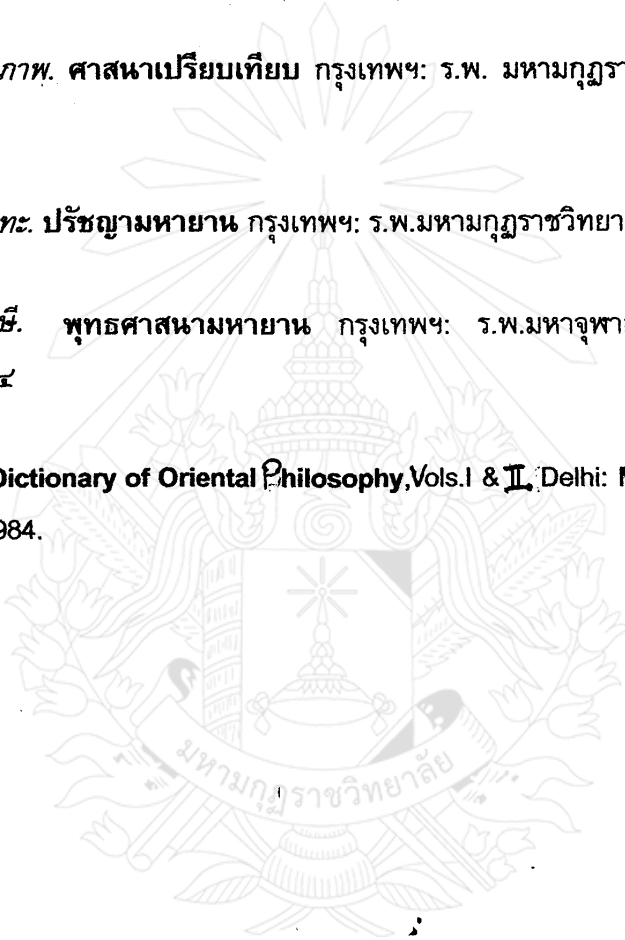 ภาพ. ศาสนาเปรียบเทียบ กรุงเทพฯ: ร.พ. มหามกุฏรา
ทะ. ปรัชญามหายาน กรุงเทพฯ: ร.พ.มหามกุฏราชวิทยา
ษี. พุทธศาสนามหายาน กรุงเทพฯ: ร.พ.มหาจุฬา
๔
Dictionary of Oriental Philosophy,Vols.I & II, Delhi:
984.
มหามกุฏราชวิทยาลัย